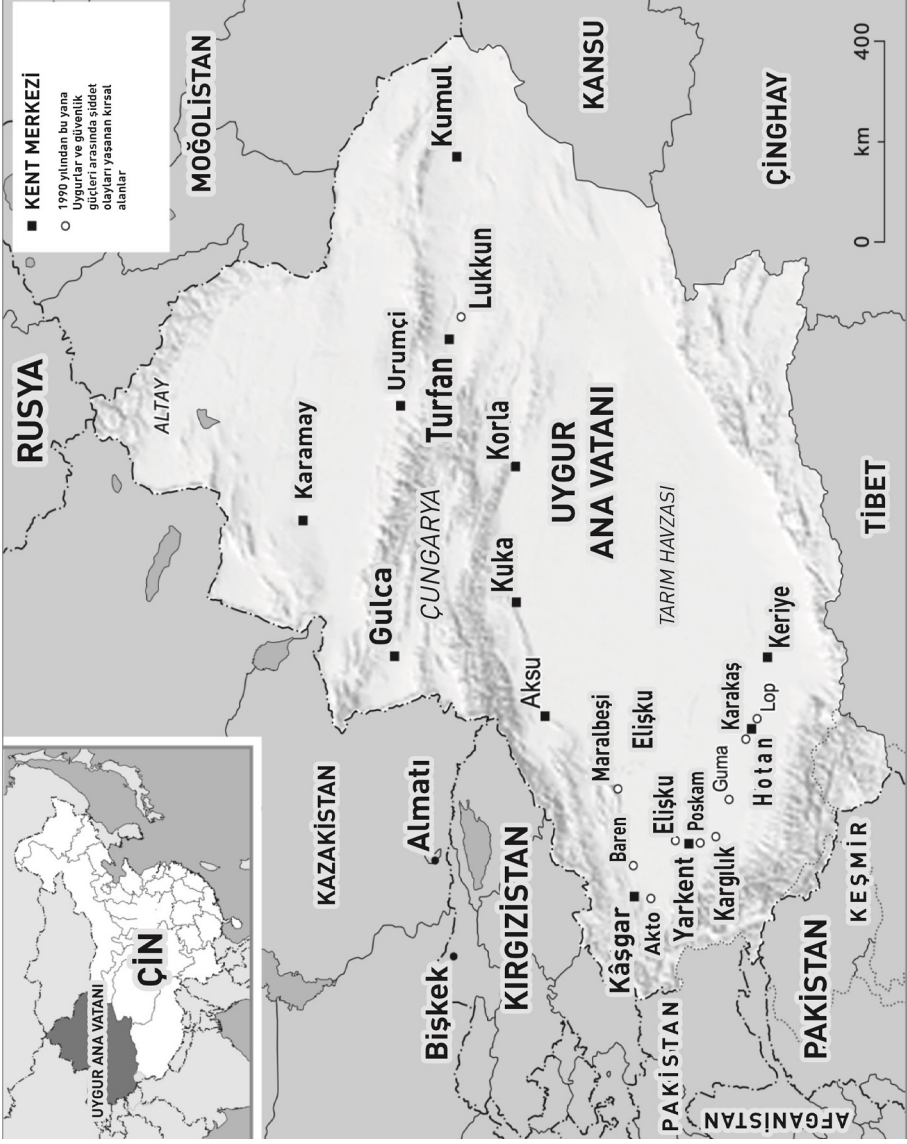 KENT MERKEZİ
1990 yılından bu yana
Uygurlar ve güvenlik
güçleri arasında şiddet
olayları yaşanan kırsal
alanlar
ÇİN
UYGUR ANA VATANI
RUSYA
MOĞOLİSTAN
ALTAY
KAZAKİSTAN
Karamay
Almatı
Gulca
Urumçi
ÇUNGARYA
Turfan
Kumul
Bişkek
Lukkun
KIRGIZİSTAN
Kuka
Korla
Aksu
UYGUR
ANA VATANI
KANSU
Maralbeşi
Baren
Elişku
Kâşgar
Akto
Elişku
TARIM HAVZASI
PAKİSTAN
Yarkent
Poskam
Kargılık
Guma
Karakaş
Lop
Hotan
Keriye
ÇİNGHAY
AFGANİSTAN
PAKİSTAN
KEŞMİR
TİBET
0 km 400